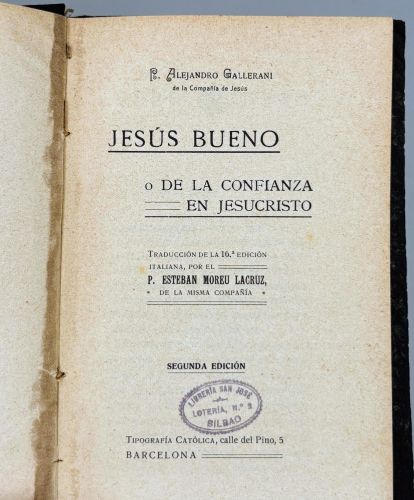 P. Alejandro Gallerani
de la Compañía de Jesús
JESÚS BUENO
o DE LA CONFIANZA
EN JESUCRISTO
Traducción de la 16.ª edición
italiana, por el
P. ESTEBAN MOREU LACRUZ,
DE LA MISMA COMPAÑÍA
SEGUNDA EDICIÓN
LIBRERÍA SAN JOSÉ
LOTERÍA, N.º 2
BILBAO
Tipografía Católica, calle del Pino, 5
BARCELONA